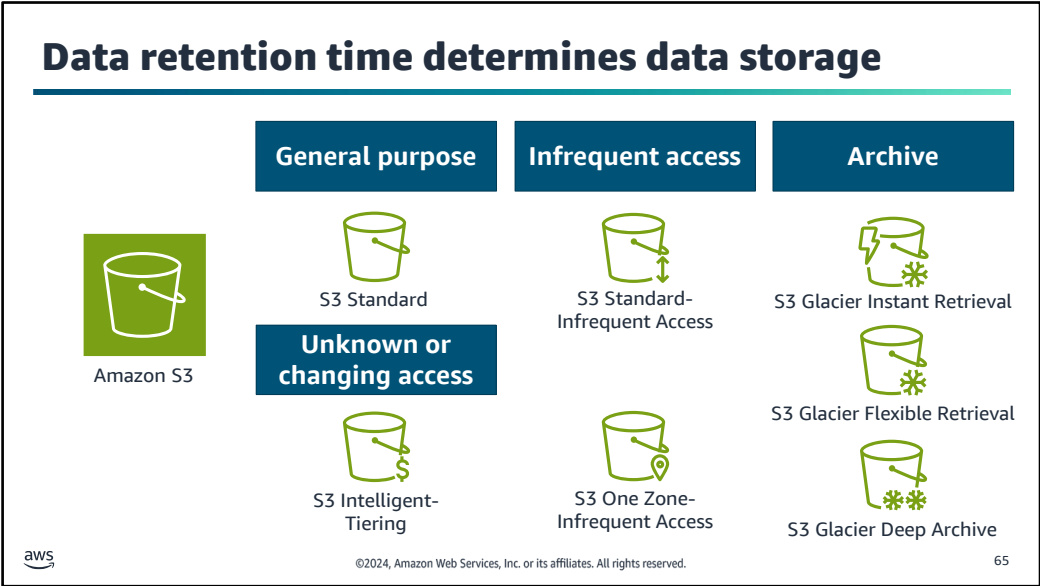 Data retention time determines data storage
General purpose
Infrequent access
Archive
Amazon S3
S3 Standard
Unknown or
changing access
S3 Intelligent-
Tiering
S3 Standard-
Infrequent Access
S3 One Zone-
Infrequent Access
S3 Glacier Instant Retrieval
S3 Glacier Flexible Retrieval
S3 Glacier Deep Archive
aws
©2024, Amazon Web Services, Inc. or its affiliates. All rights reserved.
65